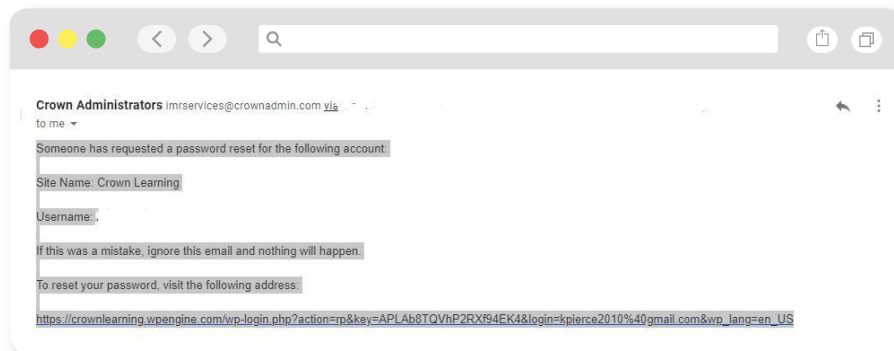 Crown Administrators imrservices@crownadmin.com via
to me
Someone has requested a password reset for the following account:
Site Name: Crown Learning
Username:
If this was a mistake, ignore this email and nothing will happen.
To reset your password, visit the following address:
https://crownlearning.wpengine.com/wp-login.php?action=rp&key=APLAb8TQVhP2RXf94EK4&login=kpierce2010%40gmail.com&wp_lang=en_US